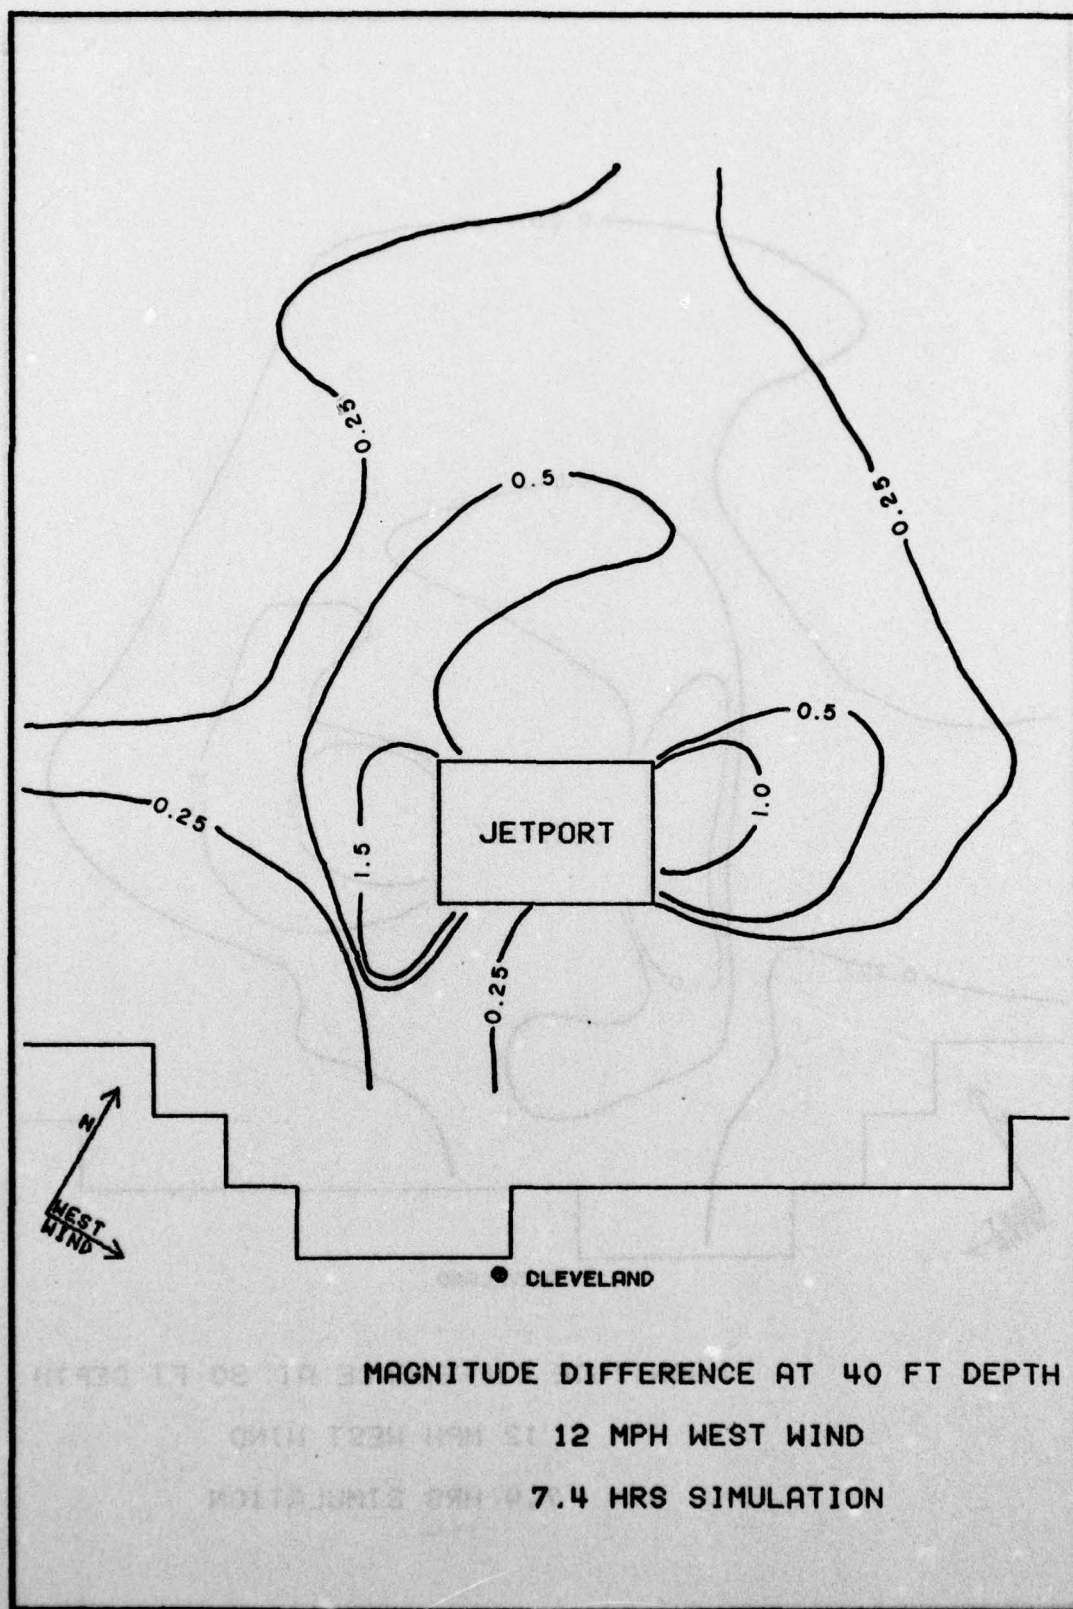 0.25
0.5
0.25
0.5
0.25
1.0
1.5
JETPORT
0.25
N
WEST
WIND
CLEVELAND
MAGNITUDE DIFFERENCE AT 40 FT DEPTH
12 MPH WEST WIND
7.4 HRS SIMULATION